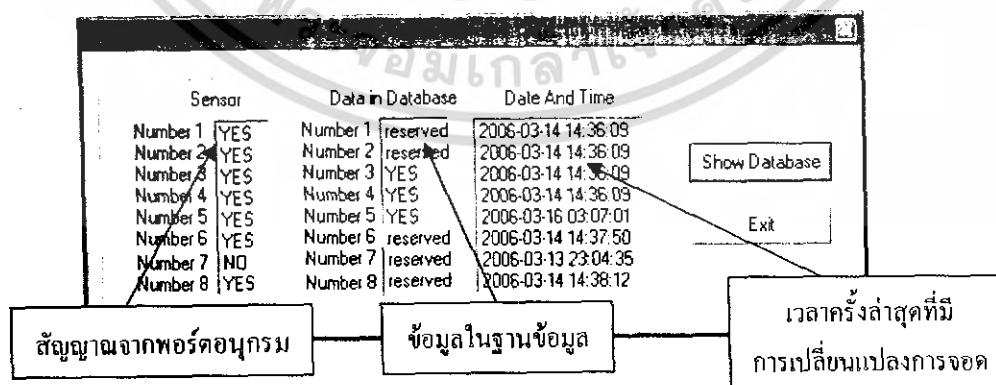 Sensor Data in Database Date And Time
Number 1 YES Number 1 reserved 2006-03-14 14:36:09
Number 2 YES Number 2 reserved 2006-03-14 14:36:09
Number 3 YES Number 3 YES 2006-03-14 14:36:09
Number 4 YES Number 4 YES 2006-03-14 14:36:09
Number 5 YES Number 5 YES 2006-03-16 03:07:01
Number 6 YES Number 6 reserved 2006-03-14 14:37:50
Number 7 NO Number 7 reserved 2006-03-13 23:04:35
Number 8 YES Number 8 reserved 2006-03-14 14:38:12
Show Database
Exit
สัญญาณจากพอร์ตอนุกรม
ข้อมูลในฐานข้อมูล
เวลาครั้งล่าสุดที่มี
การเปลี่ยนแปลงการจอด